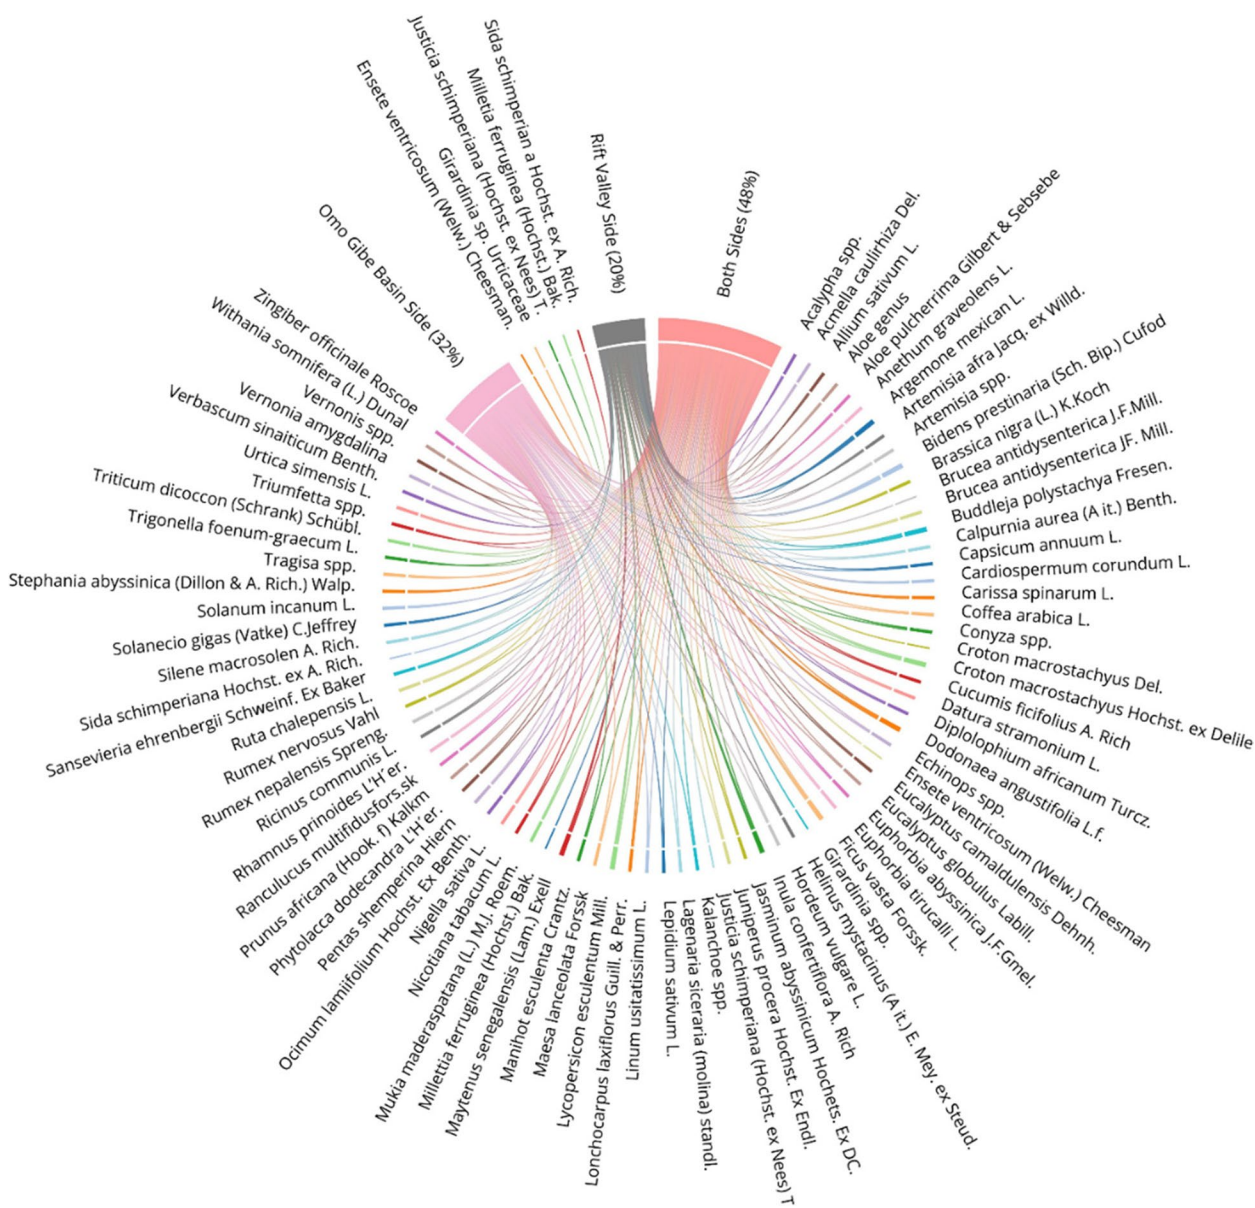 Rift Valley Side (20%)
Both Sides (48%)
Acalypha spp.
Acmella caulirhiza Del.
Allium sativum L.
Aloe genus
Aloe pulcherrima Gilbert & Sebsebe
Anethum graveolens L.
Argemone mexican L.
Artemisia afra Jacq. ex Willd.
Artemisia spp.
Bidens prestinaria (Sch. Bip.) Cufod
Brassica nigra (L.) K.Koch
Brucea antidysenterica J.F.Mill.
Brucea antidysenterica JF. Mill.
Buddleja polystachya Fresen.
Calpurnia aurea (A it.) Benth.
Capsicum annuum L.
Cardiospermum corundum L.
Carissa spinarum L.
Coffea arabica L.
Conyza spp.
Croton macrostachyus Del.
Croton macrostachyus Hochst. ex Delile
Cucumis ficifolius A. Rich
Datura stramonium L.
Diplolophium africanum Turcz.
Dodonaea angustifolia L.f.
Echinops spp.
Ensete ventricosum (Welw.) Cheesman
Eucalyptus camaldulensis Dehnh.
Eucalyptus globulus Labill.
Euphorbia abyssinica J.F.Gmel.
Euphorbia tirucalli L.
Ficus vasta Forssk.
Girardinia spp.
Helinus mystacinus (A it.) E. Mey. ex Steud.
Hordeum vulgare L.
Inula confertiflora A. Rich
Jasminum abyssinicum Hochets. Ex DC.
Juniperus procera Hochst. Ex Endl.
Justicia schimperiana (Hochst. ex Nees) T
Kalanchoe spp.
Lagenaria siceraria (molina) standl.
Lepidium sativum L.
Linum usitatissimum L.
Lonchocarpus laxiflorus Guill. & Perr.
Lycopersicon esculentum Mill.
Maesa lanceolata Forssk
Manihot esculenta Crantz.
Maytenus senegalensis (Lam.) Exell
Millettia ferruginea (Hochst.) Bak.
Mukia maderaspatana (L.) M.J. Roem.
Nicotiana tabacum L.
Nigella sativa L.
Ocimum lamiifolium Hochst. Ex Benth.
Pentas shemperina Hiern
Phytolacca dodecandra L'H'er.
Prunus africana (Hook. f) Kalkm
Ranculucus multifidusfors.sk
Rhamnus prinoides L'H'er.
Ricinus communis L.
Rumex nepalensis Spreng.
Rumex nervosus Vahl
Ruta chalepensis L.
Sansevieria ehrenbergii Schweinf. Ex Baker
Sida schimperiana Hochst. ex A. Rich.
Silene macrosolen A. Rich.
Solanecio gigas (Vatke) C.Jeffrey
Solanum incanum L.
Stephania abyssinica (Dillon & A. Rich.) Walp.
Tragisa spp.
Trigonella foenum-graecum L.
Triticum dicoccon (Schrank) Schübl.
Triumfetta spp.
Urtica simensis L.
Verbascum sinaiticum Benth.
Vernonia amygdalina
Vernonis spp.
Withania somnifera (L.) Dunal
Zingiber officinale Roscoe
Omo Gibe Basin Side (32%)
Ensete ventricosum (Welw.) Cheesman.
Girardinia sp. Urticaceae
Justicia schimperiana (Hochst. ex Nees) T.
Milletia ferruginea (Hochst.) Bak.
Sida schimperian a Hochst. ex A. Rich.